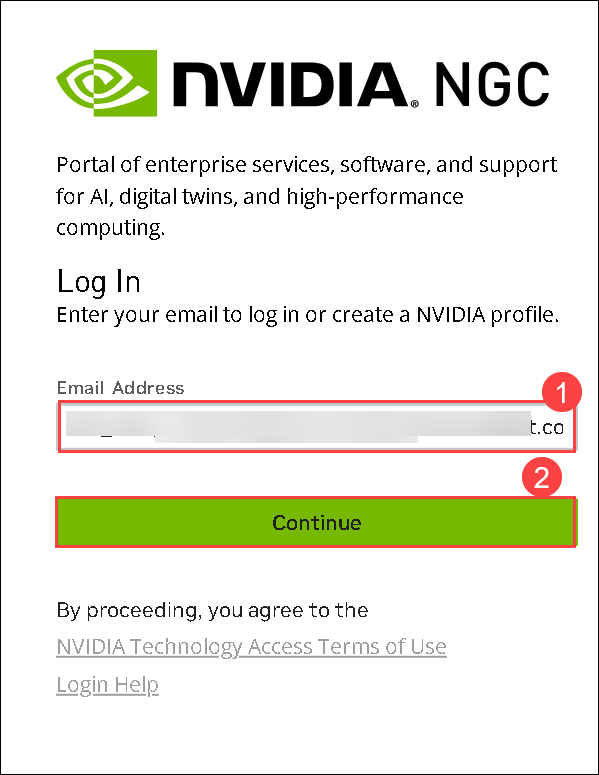 NVIDIA® NGC
Portal of enterprise services, software, and support
for AI, digital twins, and high-performance
computing.
Log In
Enter your email to log in or create a NVIDIA profile.
Email Address
1
t.co
2
Continue
By proceeding, you agree to the
NVIDIA Technology Access Terms of Use
Login Help